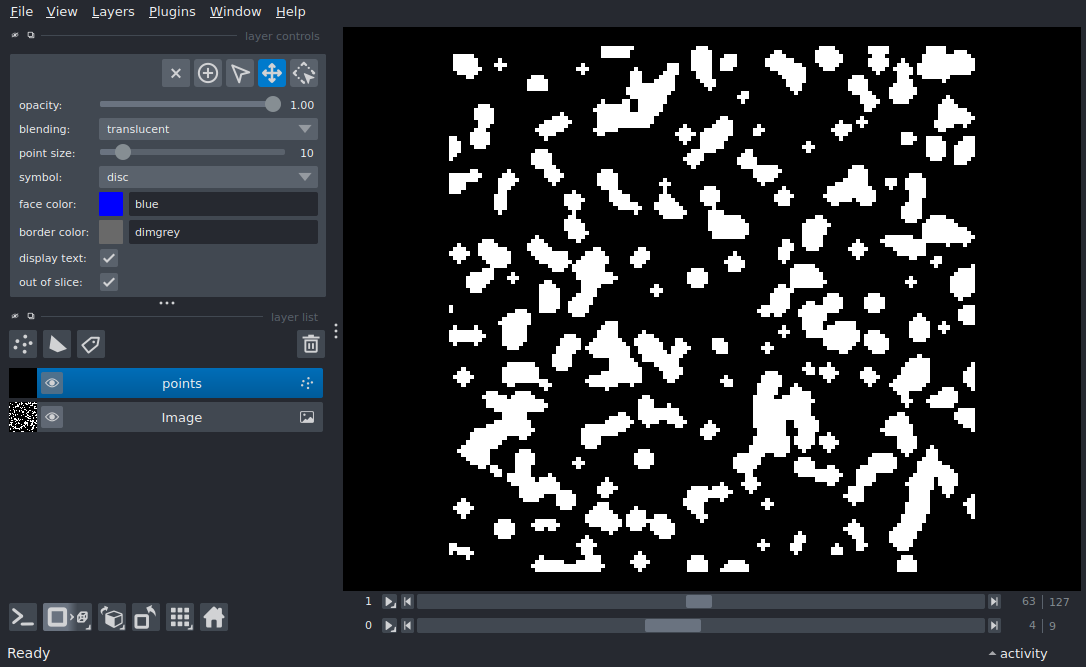 File View Layers Plugins Window Help
layer controls
opacity: 1.00
blending: translucent
point size: 10
symbol: disc
face color: blue
border color: dimgrey
display text:
out of slice:
layer list
points
Image
1 63 | 127
0 4 | 9
Ready activity